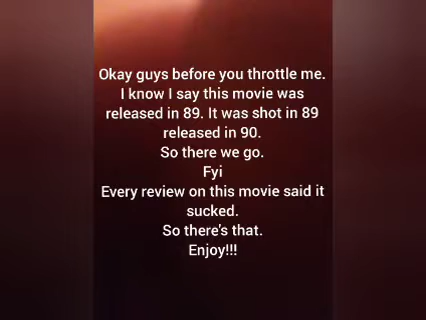 Okay guys before you throttle me.
I know I say this movie was
released in 89. It was shot in 89
released in 90.
So there we go.
Fyi
Every review on this movie said it
sucked.
So there's that.
Enjoy!!!